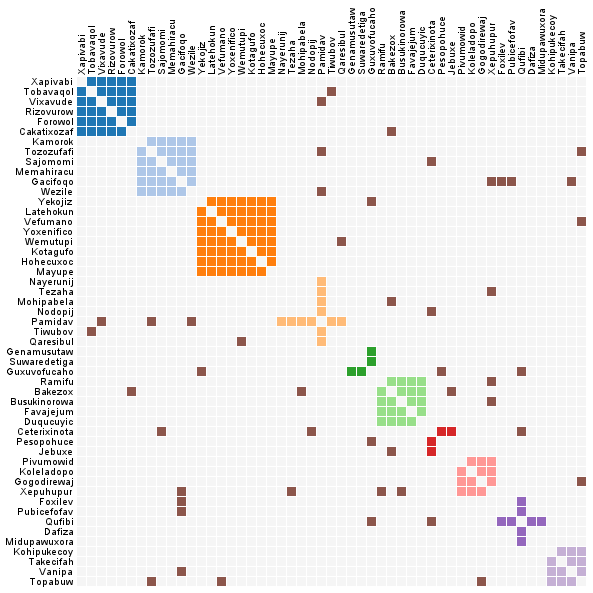 Xapivabi
Tobavaqol
Vixavude
Rizovurow
Forowol
Cakatixozaf
Kamorok
Tozozufafi
Sajomomi
Memahiracu
Gacifoqo
Wezile
Yekojiz
Latehokun
Vefumano
Yoxenifico
Wemutupi
Kotagufo
Hohecuxoc
Mayupe
Nayerunij
Tezaha
Mohipabela
Nodopij
Pamidav
Tiwubov
Qaresibul
Genamusutaw
Suwaredetiga
Guxuvofucaho
Ramifu
Bakezox
Busukinorowa
Favajejum
Duqucuyic
Ceterixinota
Pesopohuce
Jebuxe
Pivumowid
Koleladopo
Gogodirewaj
Xepuhupur
Foxilev
Pubicefofav
Qufibi
Dafiza
Midupawuxora
Kohipukecoy
Takecifah
Vanipa
Topabuw
Xapivabi
Tobavaqol
Vixavude
Rizovurow
Forowol
Cakatixozaf
Kamorok
Tozozufafi
Sajomomi
Memahiracu
Gacifoqo
Wezile
Yekojiz
Latehokun
Vefumano
Yoxenifico
Wemutupi
Kotagufo
Hohecuxoc
Mayupe
Nayerunij
Tezaha
Mohipabela
Nodopij
Pamidav
Tiwubov
Qaresibul
Genamusutaw
Suwaredetiga
Guxuvofucaho
Ramifu
Bakezox
Busukinorowa
Favajejum
Duqucuyic
Ceterixinota
Pesopohuce
Jebuxe
Pivumowid
Koleladopo
Gogodirewaj
Xepuhupur
Foxilev
Pubicefofav
Qufibi
Dafiza
Midupawuxora
Kohipukecoy
Takecifah
Vanipa
Topabuw